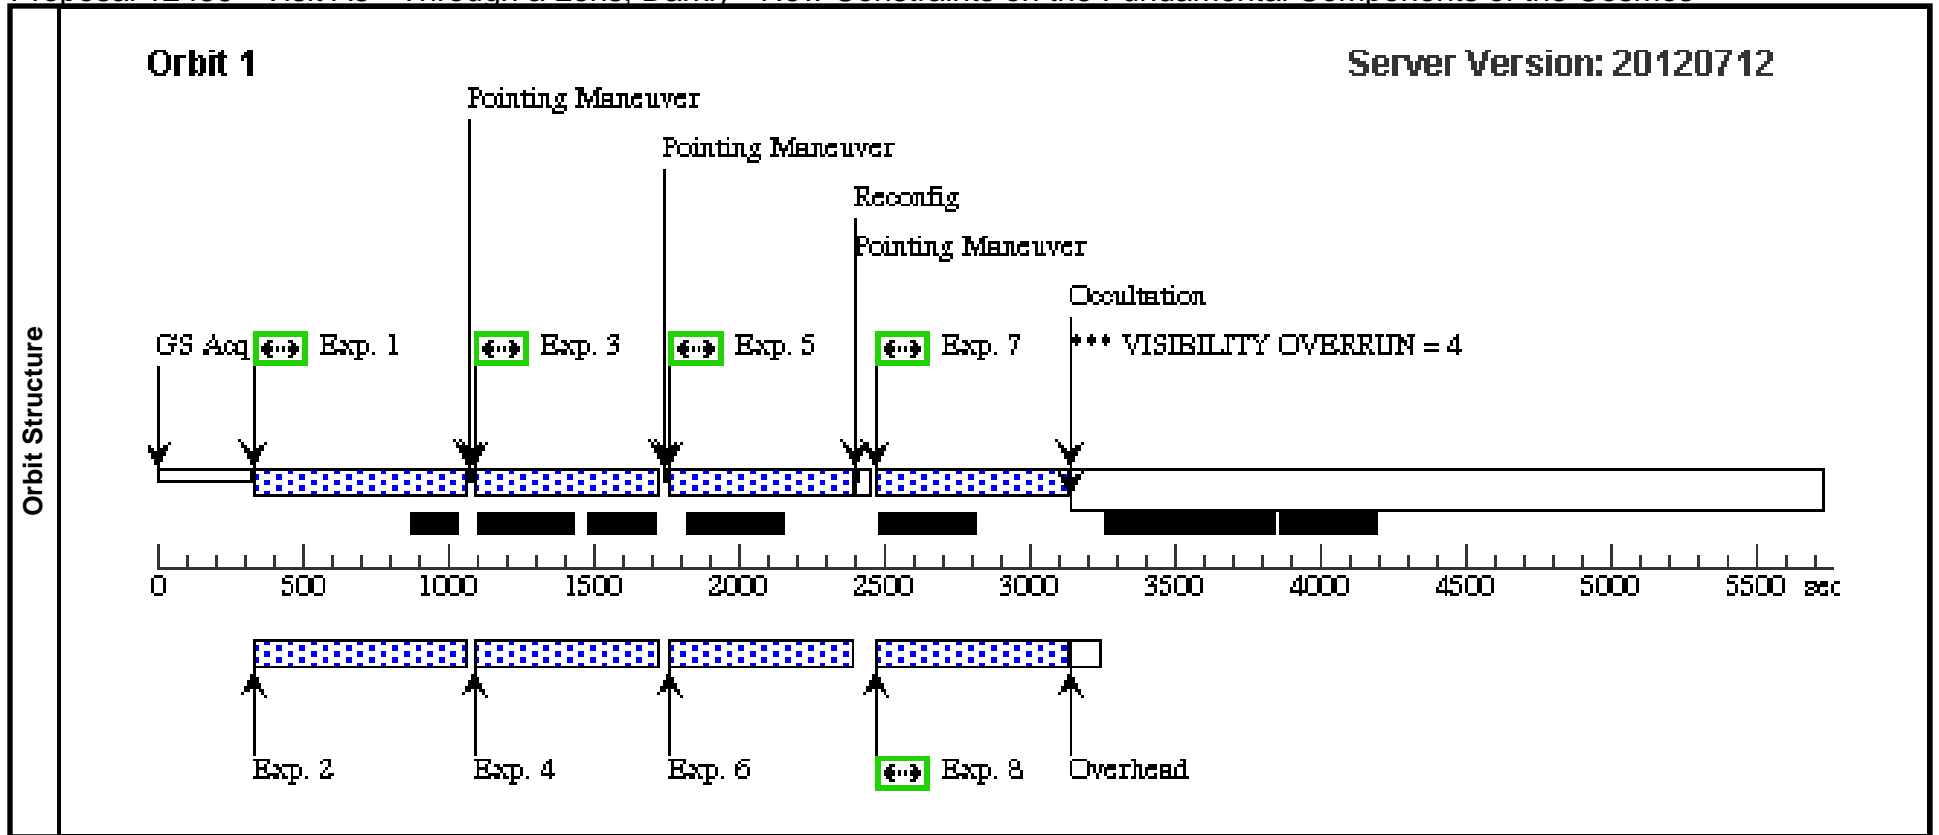 Orbit 1
Server Version: 20120712
Pointing Maneuver
Pointing Maneuver
Reconfig
Pointing Maneuver
Occultation
GS Acq Exp. 1 Exp. 3 Exp. 5 Exp. 7 *** VISIBILITY OVERRUN = 4
Orbit Structure
0 500 1000 1500 2000 2500 3000 3500 4000 4500 5000 5500 sec
Exp. 2 Exp. 4 Exp. 6 Exp. 8 Overhead